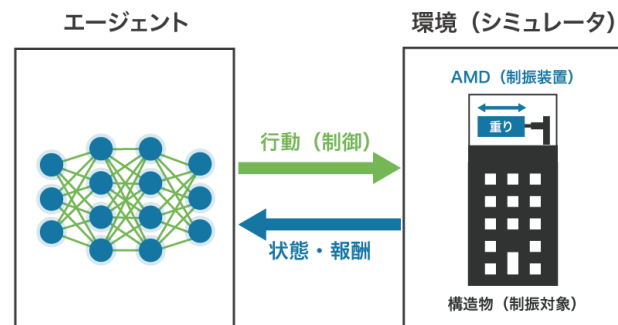 エージェント
環境（シミュレータ）
AMD（制振装置）
重り
行動（制御）
状態・報酬
構造物（制振対象）